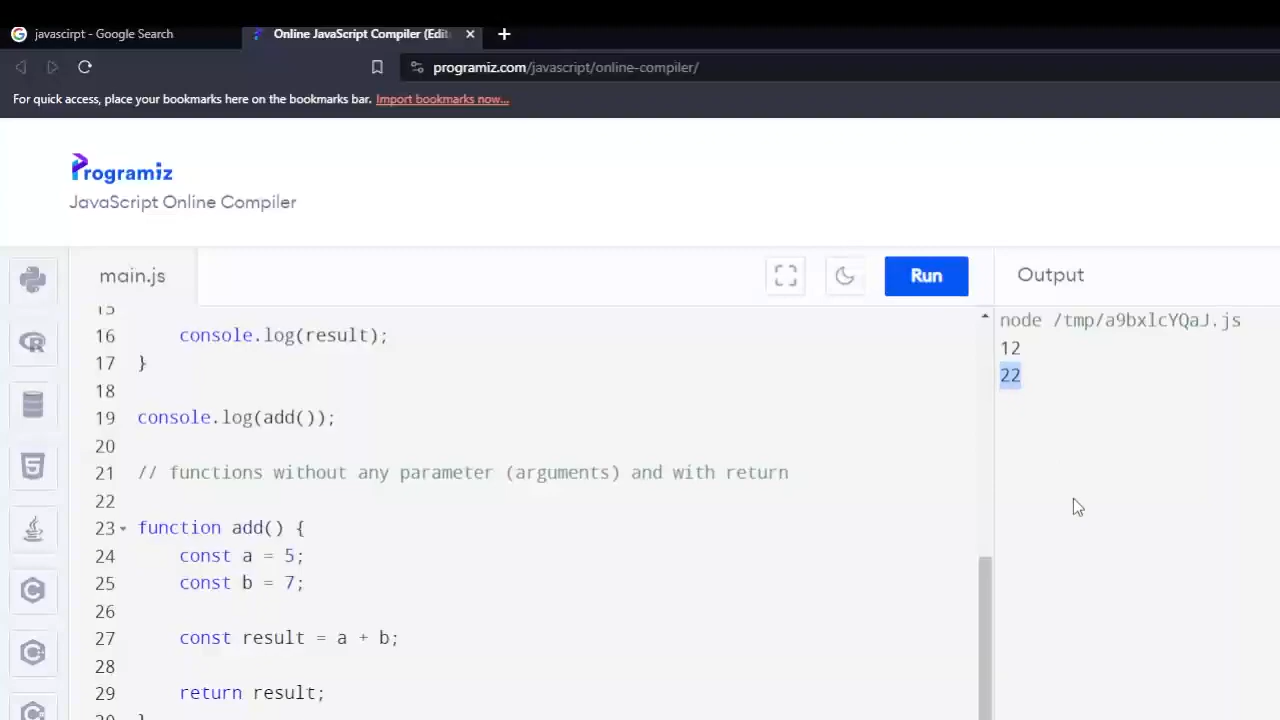 javascirpt - Google Search
Online JavaScript Compiler (Edit
programiz.com/javascript/online-compiler/
For quick access, place your bookmarks here on the bookmarks bar. Import bookmarks now...
Programiz
JavaScript Online Compiler
main.js
Run
Output
15
16 console.log(result);
17 }
18
19 console.log(add());
20
21 // functions without any parameter (arguments) and with return
22
23 function add() {
24 const a = 5;
25 const b = 7;
26
27 const result = a + b;
28
29 return result;
30 }
node /tmp/a9bxlcYQaJ.js
12
22